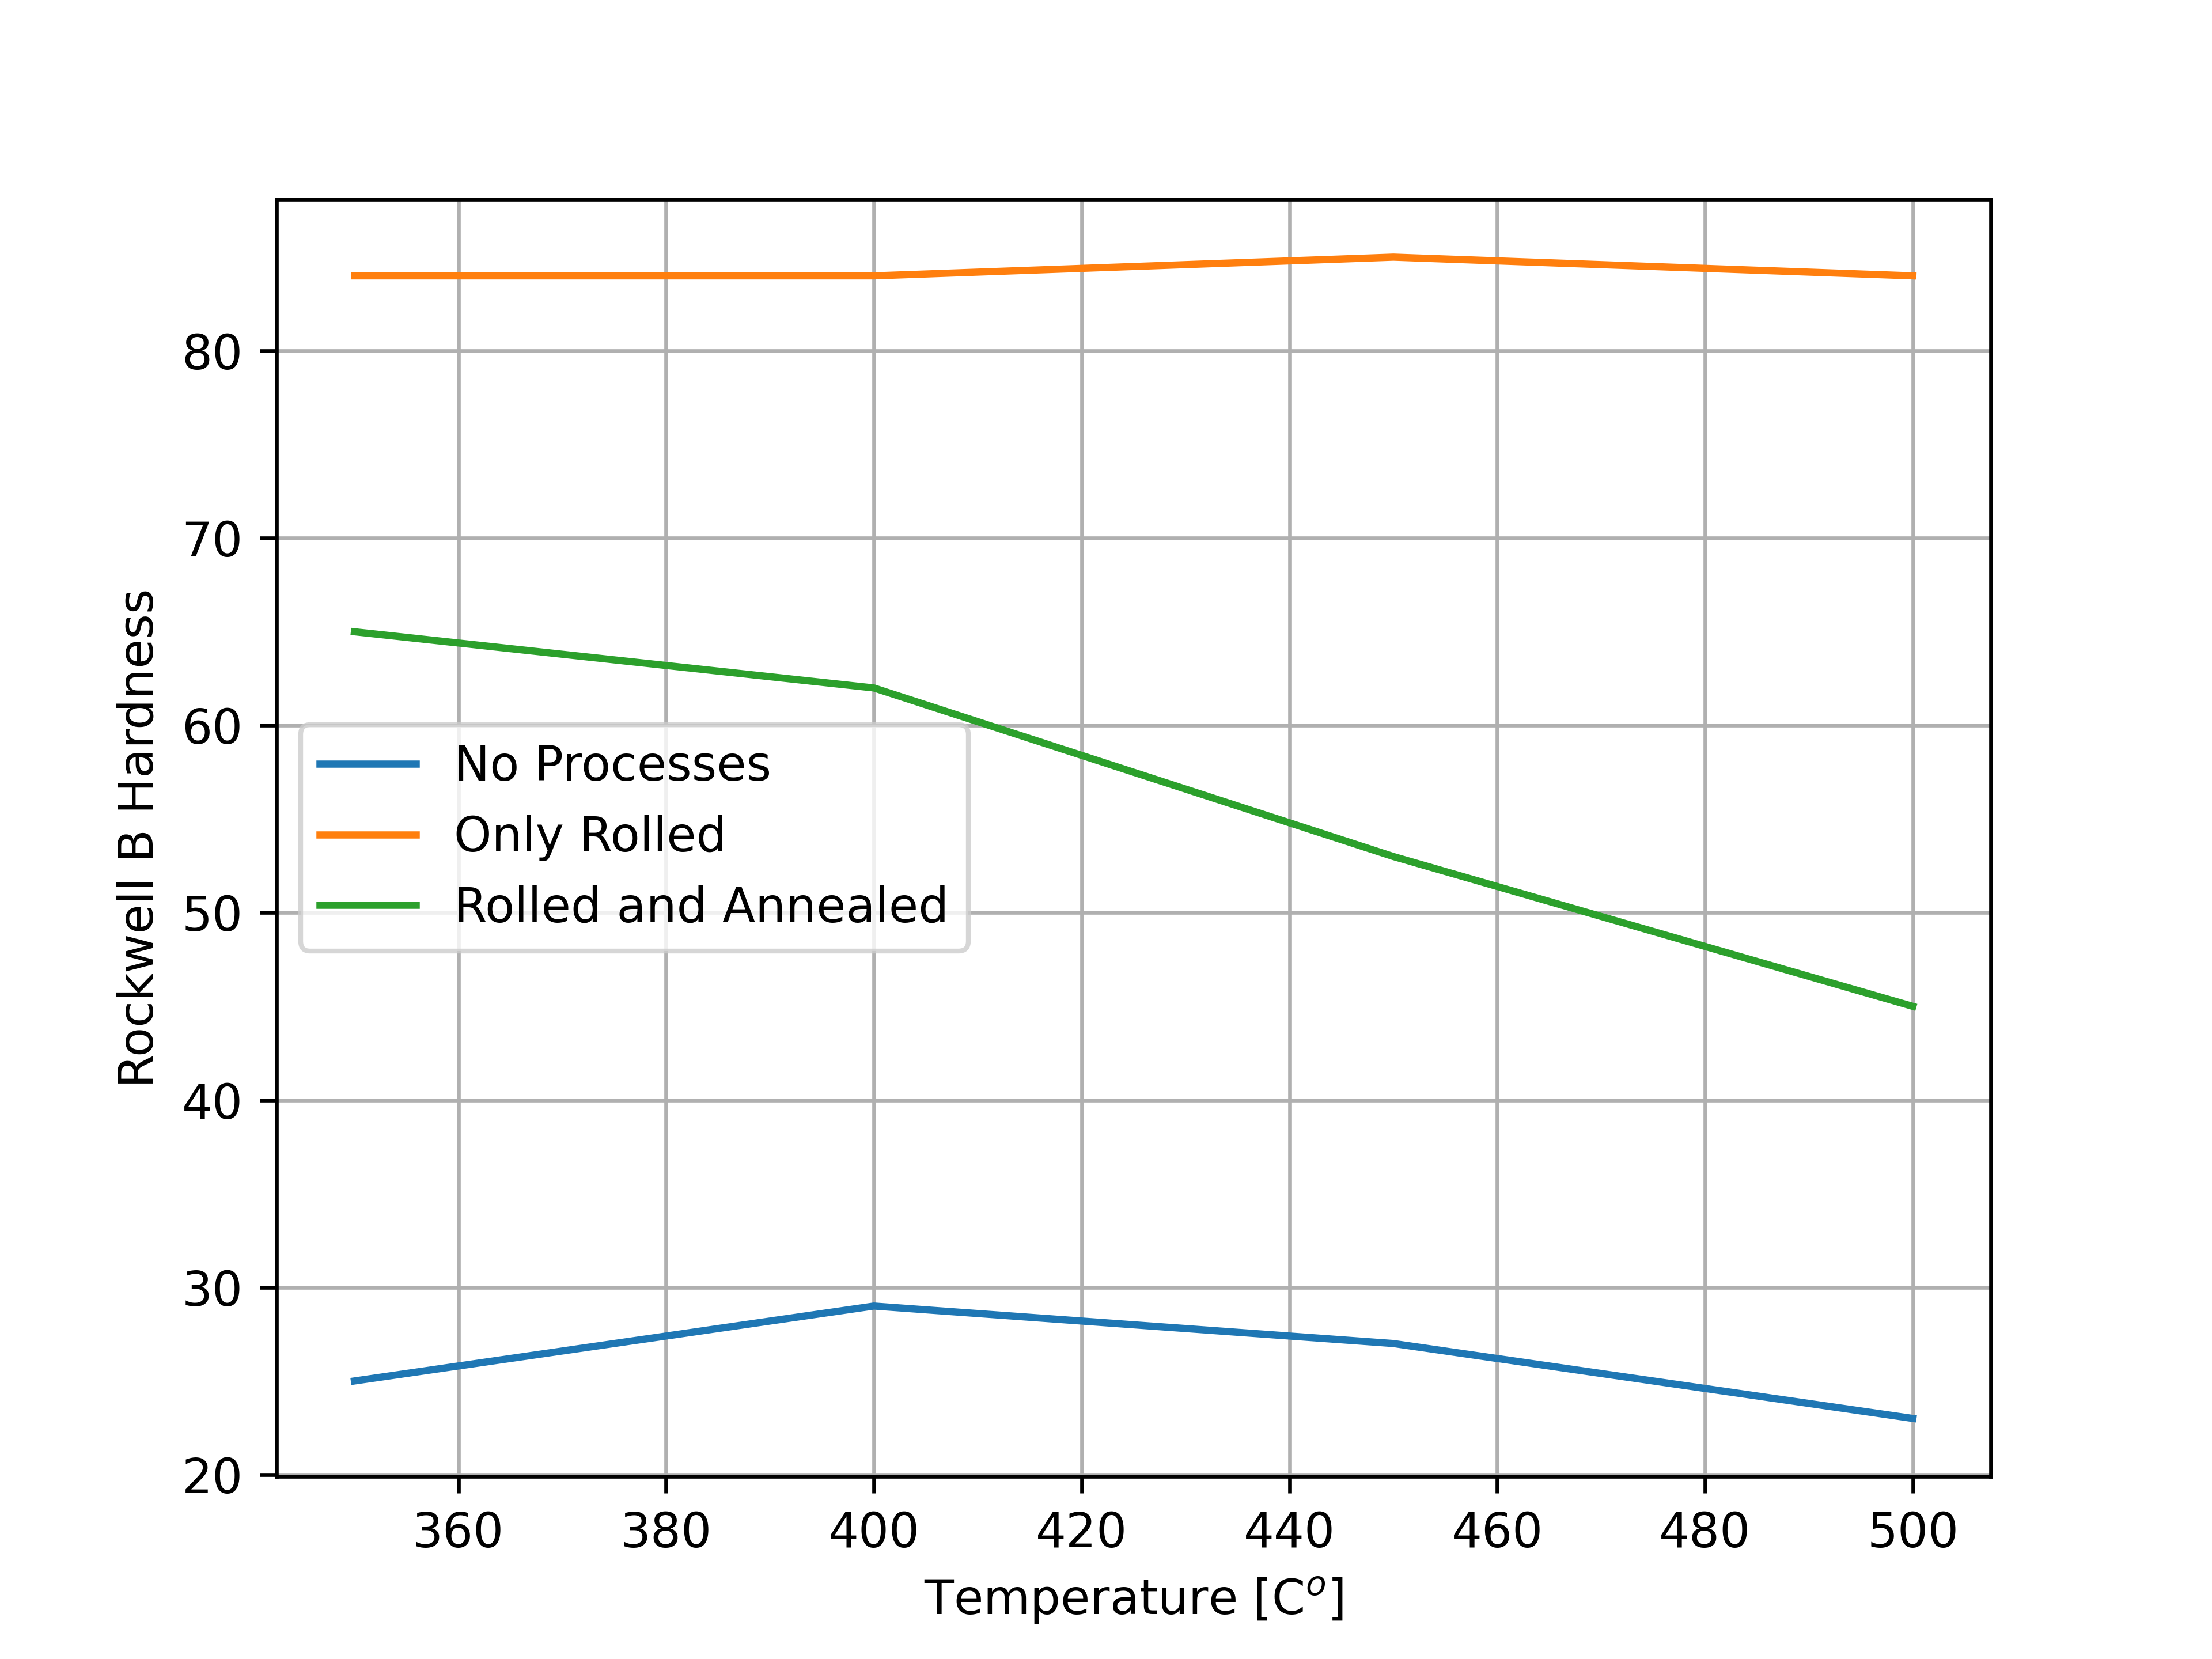 80
70
60
50
40
30
20
Rockwell B Hardness
No Processes
Only Rolled
Rolled and Annealed
360 380 400 420 440 460 480 500
Temperature [Cᵒ]